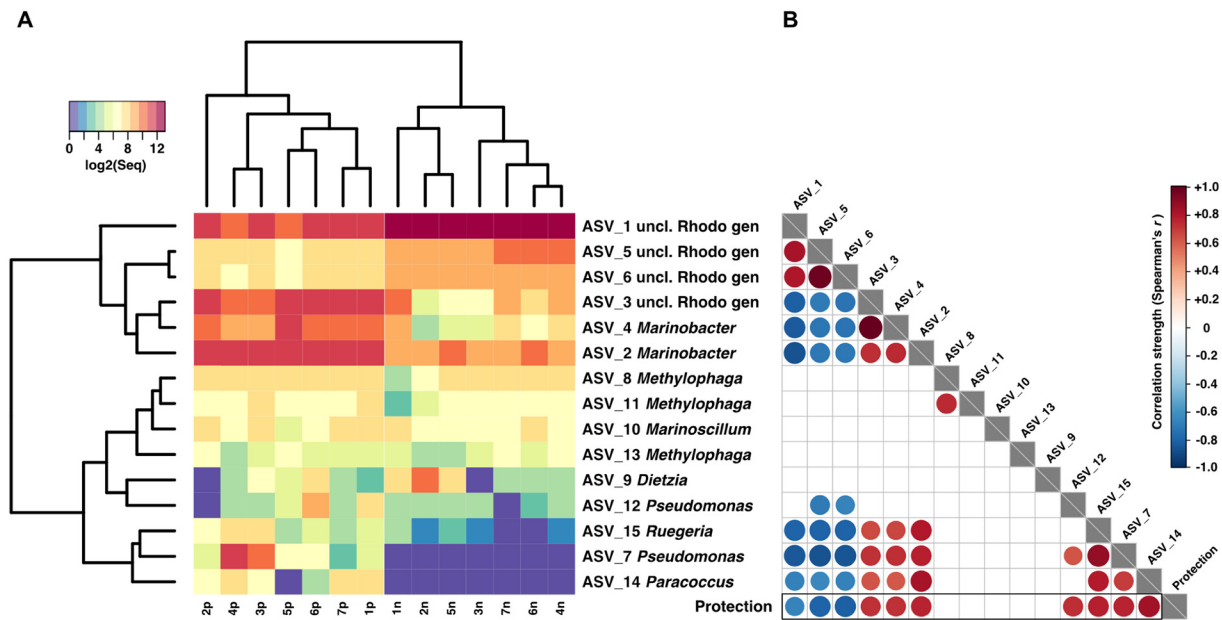 A
B
0 4 8 12
log2(Seq)
ASV_1 uncl. Rhodo gen
ASV_5 uncl. Rhodo gen
ASV_6 uncl. Rhodo gen
ASV_3 uncl. Rhodo gen
ASV_4 Marinobacter
ASV_2 Marinobacter
ASV_8 Methylophaga
ASV_11 Methylophaga
ASV_10 Marinoscillum
ASV_13 Methylophaga
ASV_9 Dietzia
ASV_12 Pseudomonas
ASV_15 Ruegeria
ASV_7 Pseudomonas
ASV_14 Paracoccus
Protection
2p 4p 3p 5p 6p 7p 1p 1n 2n 5n 3n 7n 6n 4n
ASV_1
ASV_5
ASV_6
ASV_3
ASV_4
ASV_2
ASV_8
ASV_11
ASV_10
ASV_13
ASV_9
ASV_12
ASV_15
ASV_7
ASV_14
Protection
+1.0
+0.8
+0.6
+0.4
+0.2
0
-0.2
-0.4
-0.6
-0.8
-1.0
Correlation strength (Spearman's r)